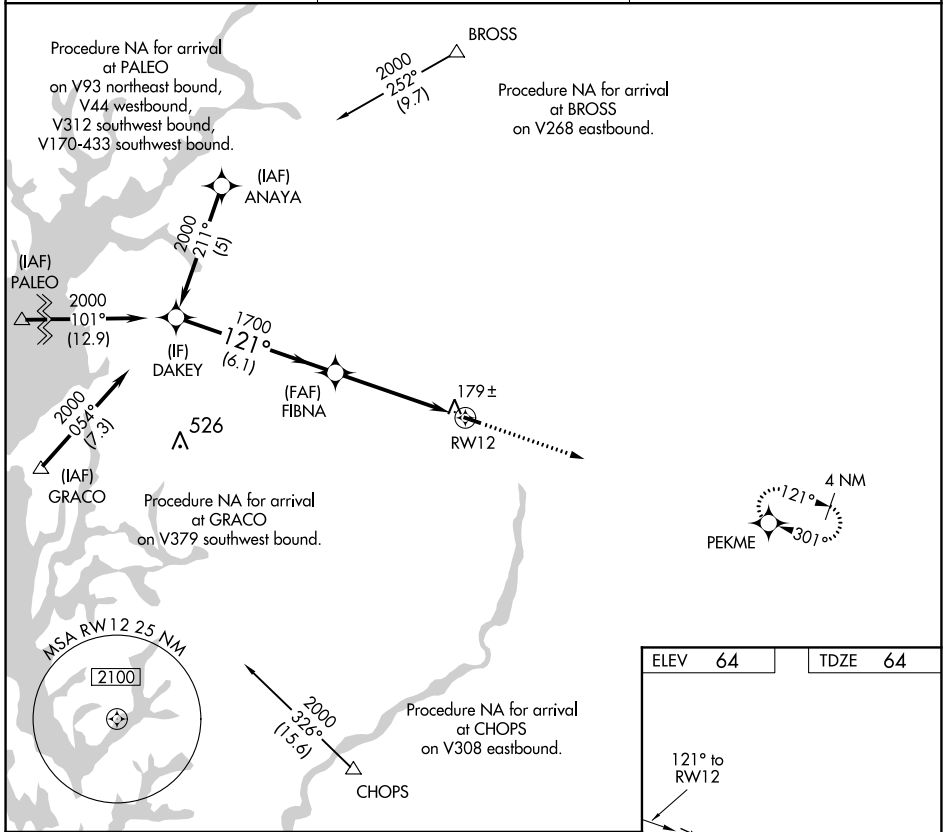 BROSS
2000
252°
(9.7)
Procedure NA for arrival
at PALEO
on V93 northeast bound,
V44 westbound,
V312 southwest bound,
V170-433 southwest bound.
Procedure NA for arrival
at BROSS
on V268 eastbound.
(IAF)
ANAYA
2000
211°
(5)
(IAF)
PALEO
2000
101°
(12.9)
(IF)
DAKEY
1700
121°
(6.1)
(FAF)
FIBNA
179±
RW12
2000
054°
(7.3)
(IAF)
GRACO
526
Procedure NA for arrival
at GRACO
on V379 southwest bound.
4 NM
121°
301°
PEKME
MSA RW12 25 NM
2100
2000
326°
(15.6)
CHOPS
Procedure NA for arrival
at CHOPS
on V308 eastbound.
ELEV 64
TDZE 64
121° to
RW12